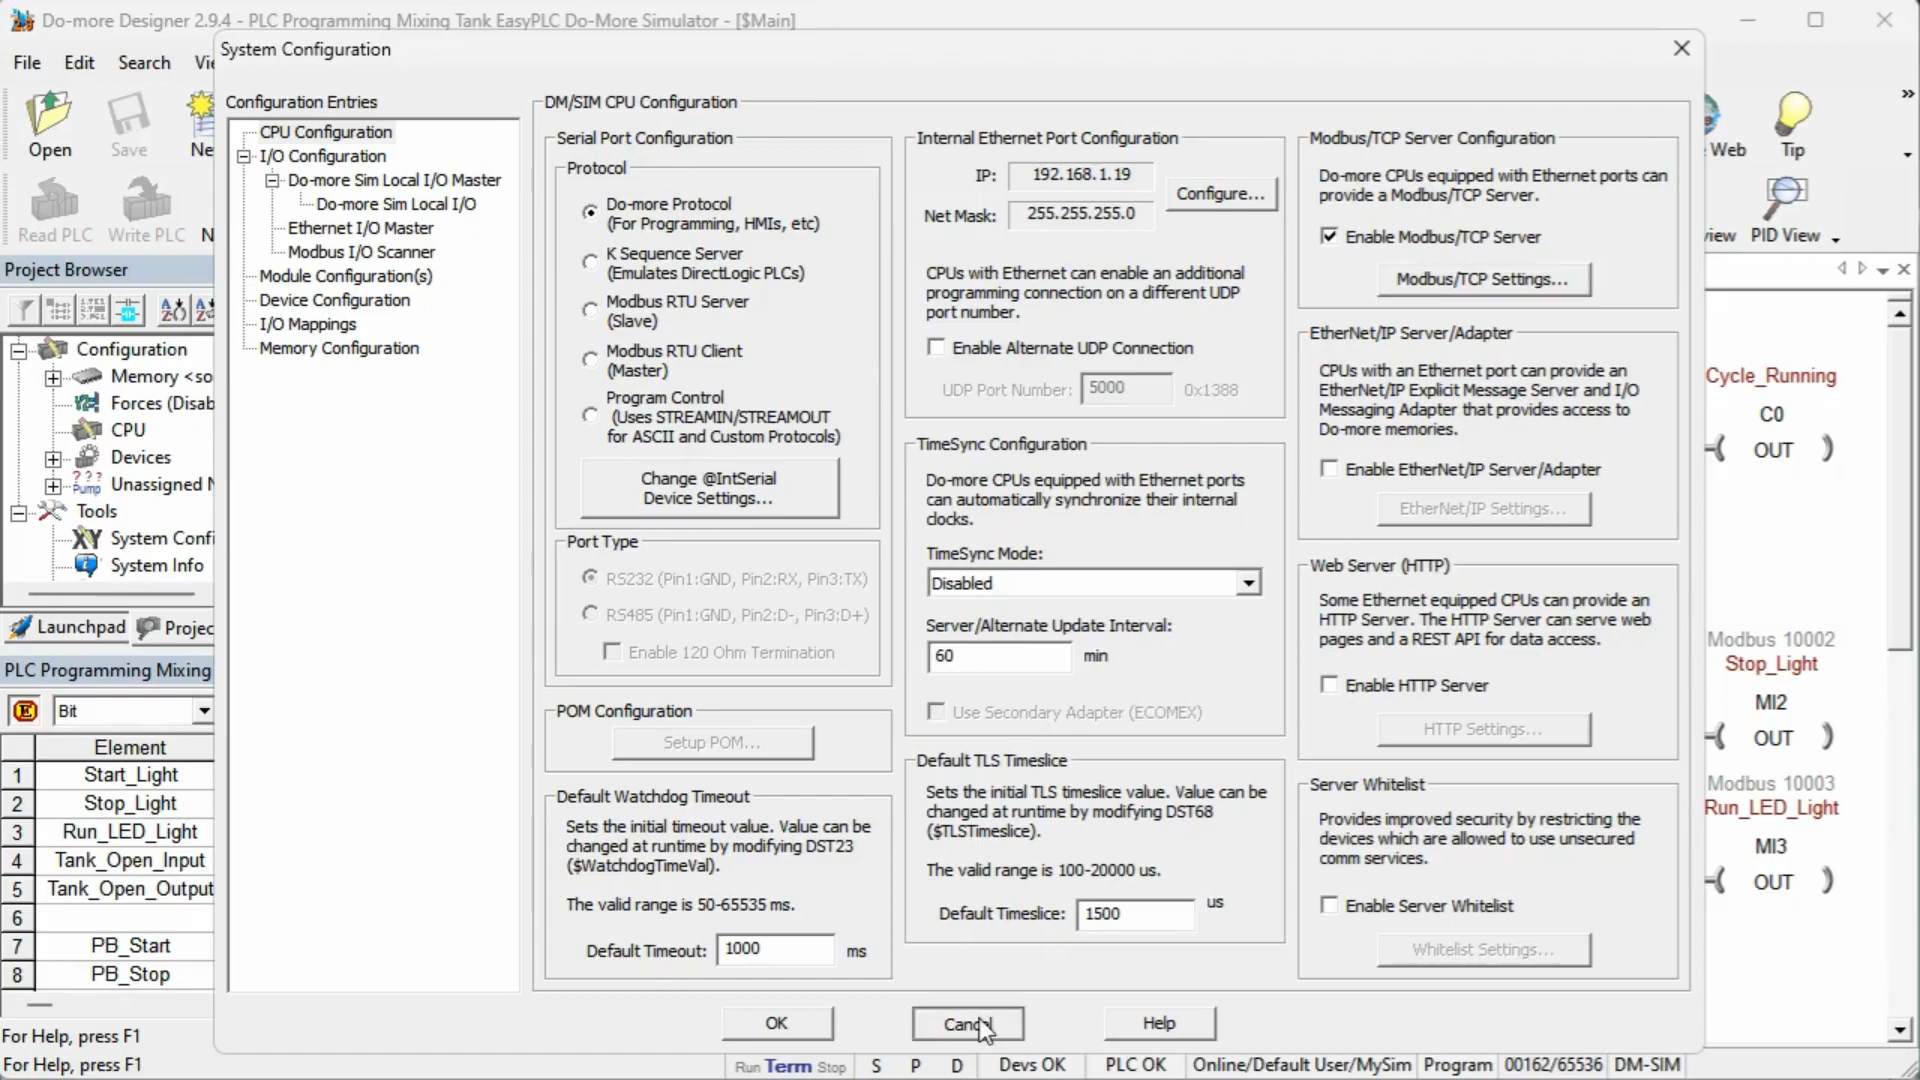 Do-more Designer 2.9.4 - PLC Programming Mixing Tank EasyPLC Do-More Simulator - [$Main]
File Edit Search
Open Save
Read PLC Write PLC
Project Browser
Configuration
Memory <so
Forces (Disab
CPU
Devices
Unassigned N
Tools
System Confi
System Info
Launchpad Projec
PLC Programming Mixing
Bit
Element
1 Start_Light
2 Stop_Light
3 Run_LED_Light
4 Tank_Open_Input
5 Tank_Open_Output
6
7 PB_Start
8 PB_Stop
For Help, press F1
For Help, press F1
System Configuration
Configuration Entries
CPU Configuration
I/O Configuration
Do-more Sim Local I/O Master
Do-more Sim Local I/O
Ethernet I/O Master
Modbus I/O Scanner
Module Configuration(s)
Device Configuration
I/O Mappings
Memory Configuration
DM/SIM CPU Configuration
Serial Port Configuration
Protocol
Do-more Protocol
(For Programming, HMIs, etc)
K Sequence Server
(Emulates DirectLogic PLCs)
Modbus RTU Server
(Slave)
Modbus RTU Client
(Master)
Program Control
(Uses STREAMIN/STREAMOUT
for ASCII and Custom Protocols)
Change @IntSerial
Device Settings...
Port Type
RS232 (Pin1:GND, Pin2:RX, Pin3:TX)
RS485 (Pin1:GND, Pin2:D-, Pin3:D+)
Enable 120 Ohm Termination
POM Configuration
Setup POM...
Default Watchdog Timeout
Sets the initial timeout value. Value can be
changed at runtime by modifying DST23
($WatchdogTimeVal).
The valid range is 50-65535 ms.
Default Timeout: 1000 ms
Internal Ethernet Port Configuration
IP: 192.168.1.19
Configure...
Net Mask: 255.255.255.0
CPUs with Ethernet can enable an additional
programming connection on a different UDP
port number.
Enable Alternate UDP Connection
UDP Port Number: 5000 0x1388
TimeSync Configuration
Do-more CPUs equipped with Ethernet ports
can automatically synchronize their internal
clocks.
TimeSync Mode:
Disabled
Server/Alternate Update Interval:
60 min
Use Secondary Adapter (ECOMEX)
Default TLS Timeslice
Sets the initial TLS timeslice value. Value can be
changed at runtime by modifying DST68
($TLSTimeslice).
The valid range is 100-20000 us.
Default Timeslice: 1500 us
Modbus/TCP Server Configuration
Do-more CPUs equipped with Ethernet ports can
provide a Modbus/TCP Server.
Enable Modbus/TCP Server
Modbus/TCP Settings...
EtherNet/IP Server/Adapter
CPUs with an Ethernet port can provide an
EtherNet/IP Explicit Message Server and I/O
Messaging Adapter that provides access to
Do-more memories.
Enable EtherNet/IP Server/Adapter
EtherNet/IP Settings...
Web Server (HTTP)
Some Ethernet equipped CPUs can provide an
HTTP Server. The HTTP Server can serve web
pages and a REST API for data access.
Enable HTTP Server
HTTP Settings...
Server Whitelist
Provides improved security by restricting the
devices which are allowed to use unsecured
comm services.
Enable Server Whitelist
Whitelist Settings...
OK Cancel Help
Web Tip
view PID View
Cycle_Running
C0
OUT
Modbus 10002
Stop_Light
MI2
OUT
Modbus 10003
Run_LED_Light
MI3
OUT
Run Term Stop S P D Devs OK PLC OK Online/Default User/MySim Program 00162/65536 DM-SIM